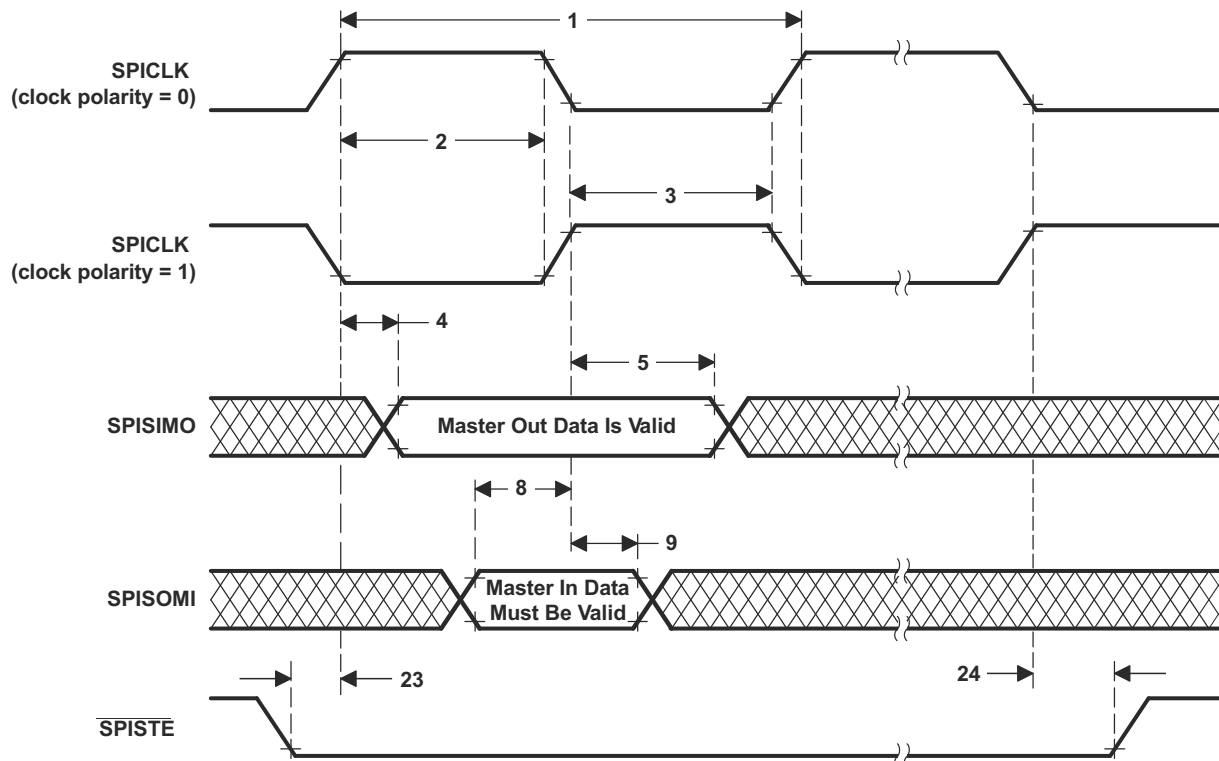 1
SPICLK
(clock polarity = 0)
2
3
SPICLK
(clock polarity = 1)
4
5
SPISIMO
Master Out Data Is Valid
8
9
SPISOMI
Master In Data
Must Be Valid
23
24
SPISTE